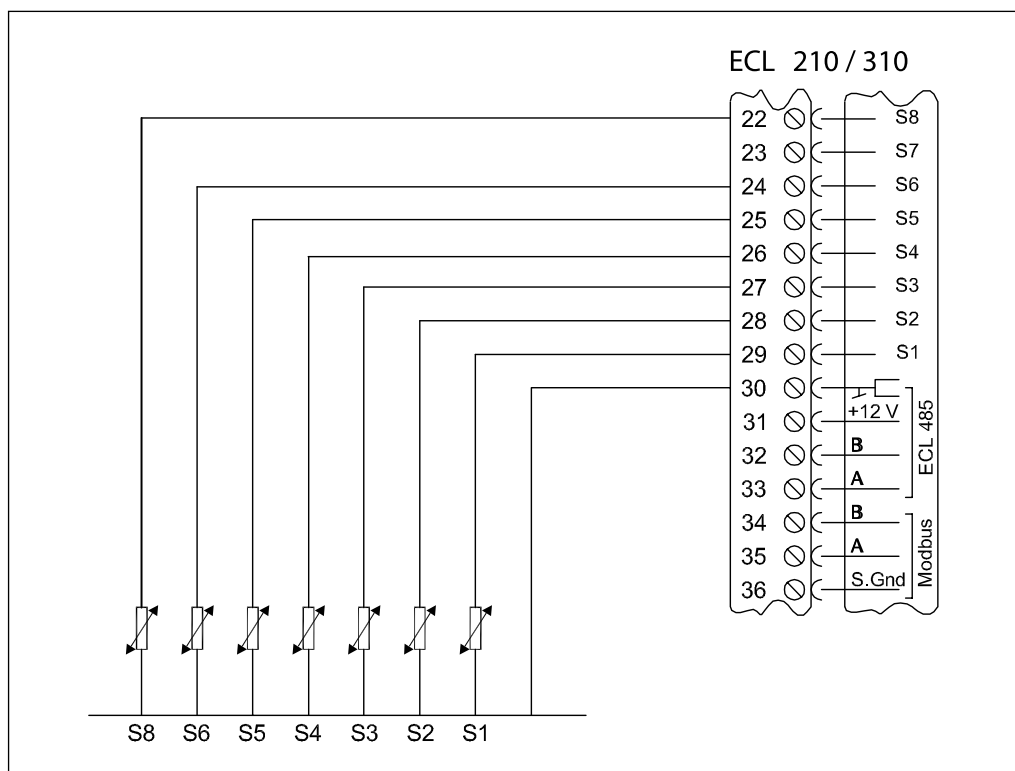 ECL 210 / 310
22 S8
23 S7
24 S6
25 S5
26 S4
27 S3
28 S2
29 S1
30
31 +12 V
32 B
33 A
ECL 485
34 B
35 A
36 S.Gnd
Modbus
S8 S6 S5 S4 S3 S2 S1